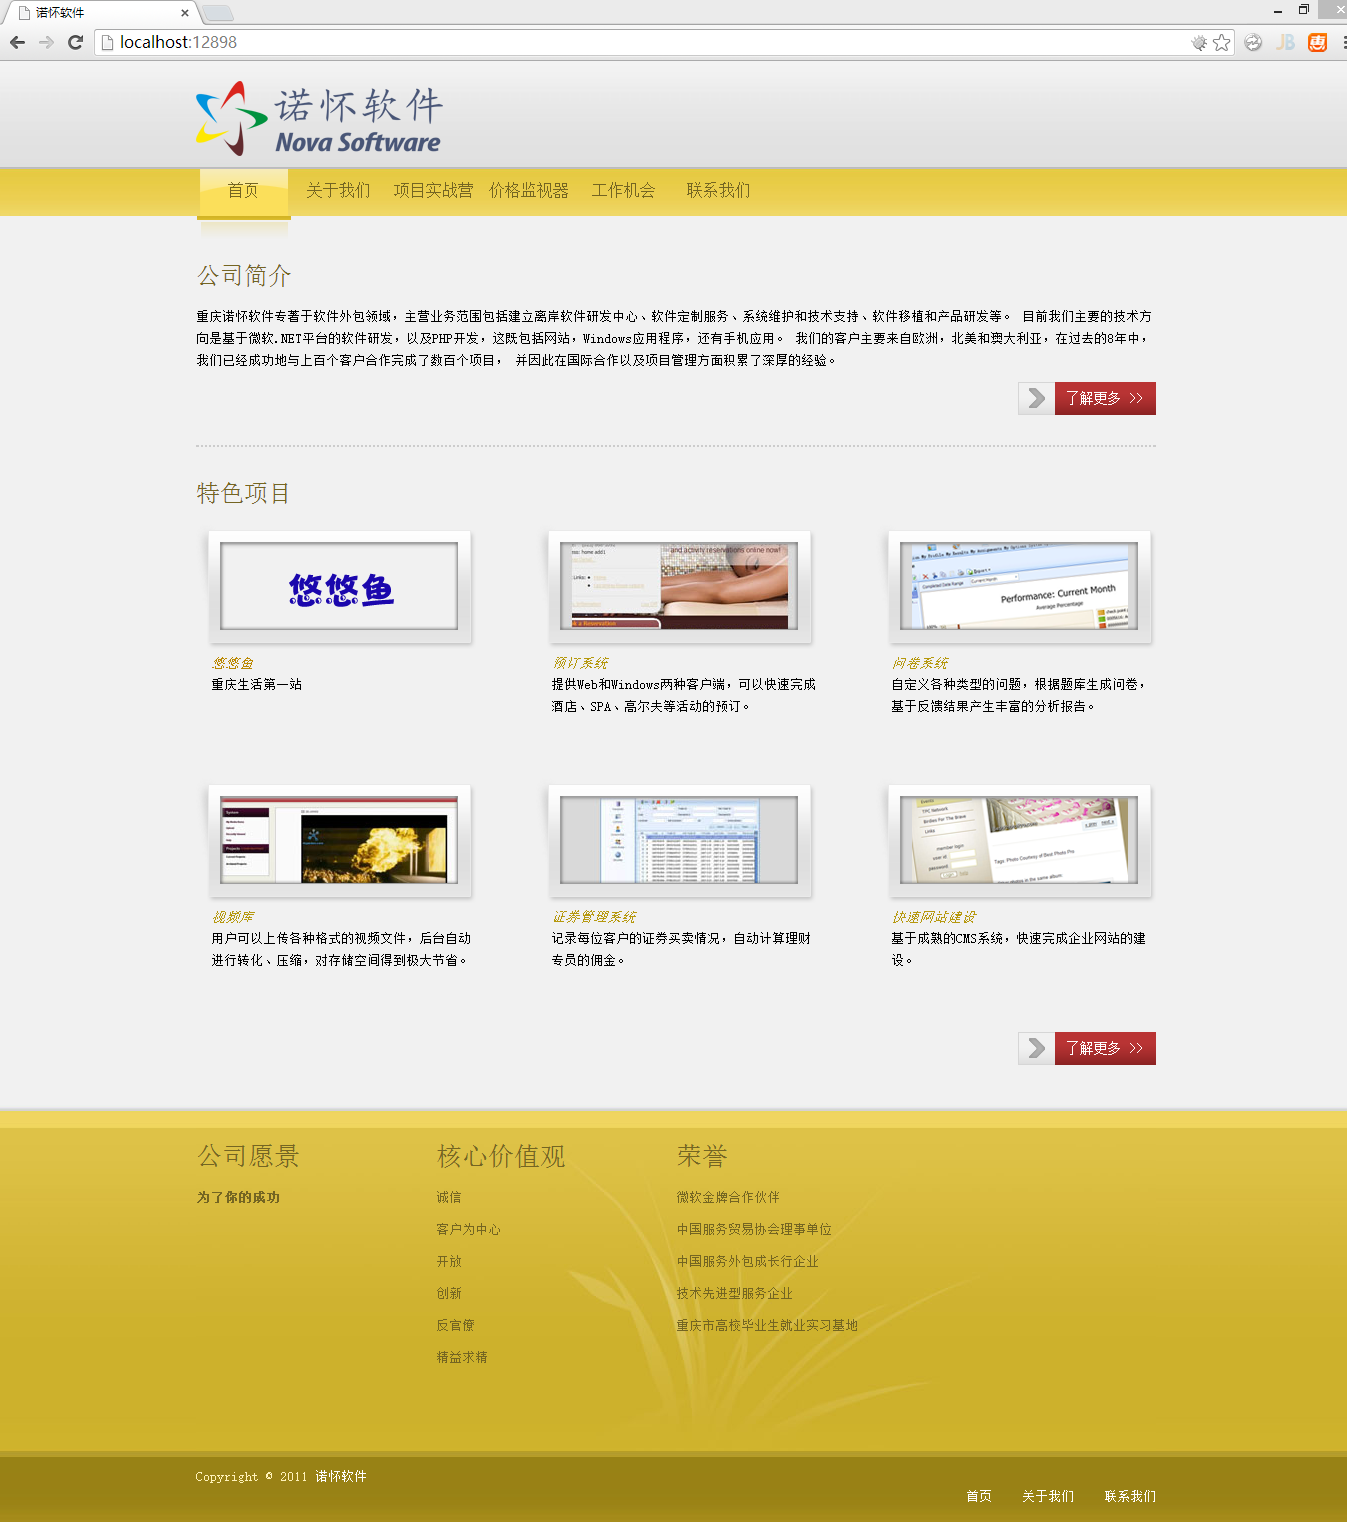 诺怀软件
localhost:12898
诺怀软件
Nova Software
首页 关于我们 项目实战营 价格监视器 工作机会 联系我们
公司简介
重庆诺怀软件专著于软件外包领域，主营业务范围包括建立离岸软件研发中心、软件定制服务、系统维护和技术支持、软件移植和产品研发等。 目前我们主要的技术方
向是基于微软.NET平台的软件研发，以及PHP开发，这既包括网站，Windows应用程序，还有手机应用。 我们的客户主要来自欧洲，北美和澳大利亚，在过去的8年中，
我们已经成功地与上百个客户合作完成了数百个项目， 并因此在国际合作以及项目管理方面积累了深厚的经验。
了解更多 >>
特色项目
悠悠鱼
and activity reservations online now!
Performance: Current Month
Average Percentage
悠悠鱼
重庆生活第一站
预订系统
提供Web和Windows两种客户端，可以快速完成
酒店、SPA、高尔夫等活动的预订。
问卷系统
自定义各种类型的问题，根据题库生成问卷，
基于反馈结果产生丰富的分析报告。
视频库
用户可以上传各种格式的视频文件，后台自动
进行转化、压缩，对存储空间得到极大节省。
证券管理系统
记录每位客户的证券买卖情况，自动计算理财
专员的佣金。
快速网站建设
基于成熟的CMS系统，快速完成企业网站的建
设。
了解更多 >>
公司愿景
为了你的成功
核心价值观
诚信
客户为中心
开放
创新
反官僚
精益求精
荣誉
微软金牌合作伙伴
中国服务贸易协会理事单位
中国服务外包成长行企业
技术先进型服务企业
重庆市高校毕业生就业实习基地
Copyright © 2011 诺怀软件
首页 关于我们 联系我们